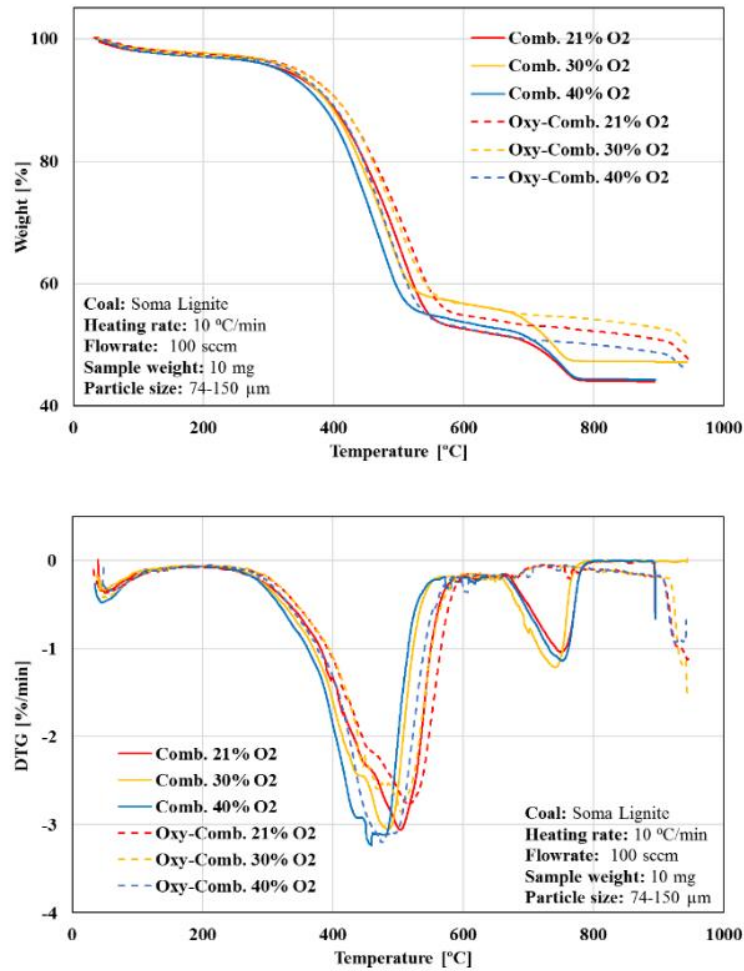 100
80
60
40
Weight [%]
Comb. 21% O2
Comb. 30% O2
Comb. 40% O2
Oxy-Comb. 21% O2
Oxy-Comb. 30% O2
Oxy-Comb. 40% O2
Coal: Soma Lignite
Heating rate: 10 ºC/min
Flowrate: 100 sccm
Sample weight: 10 mg
Particle size: 74-150 µm
0 200 400 600 800 1000
Temperature [ºC]
0
-1
-2
-3
-4
DTG [%/min]
Comb. 21% O2
Comb. 30% O2
Comb. 40% O2
Oxy-Comb. 21% O2
Oxy-Comb. 30% O2
Oxy-Comb. 40% O2
Coal: Soma Lignite
Heating rate: 10 ºC/min
Flowrate: 100 sccm
Sample weight: 10 mg
Particle size: 74-150 µm
0 200 400 600 800 1000
Temperature [ºC]